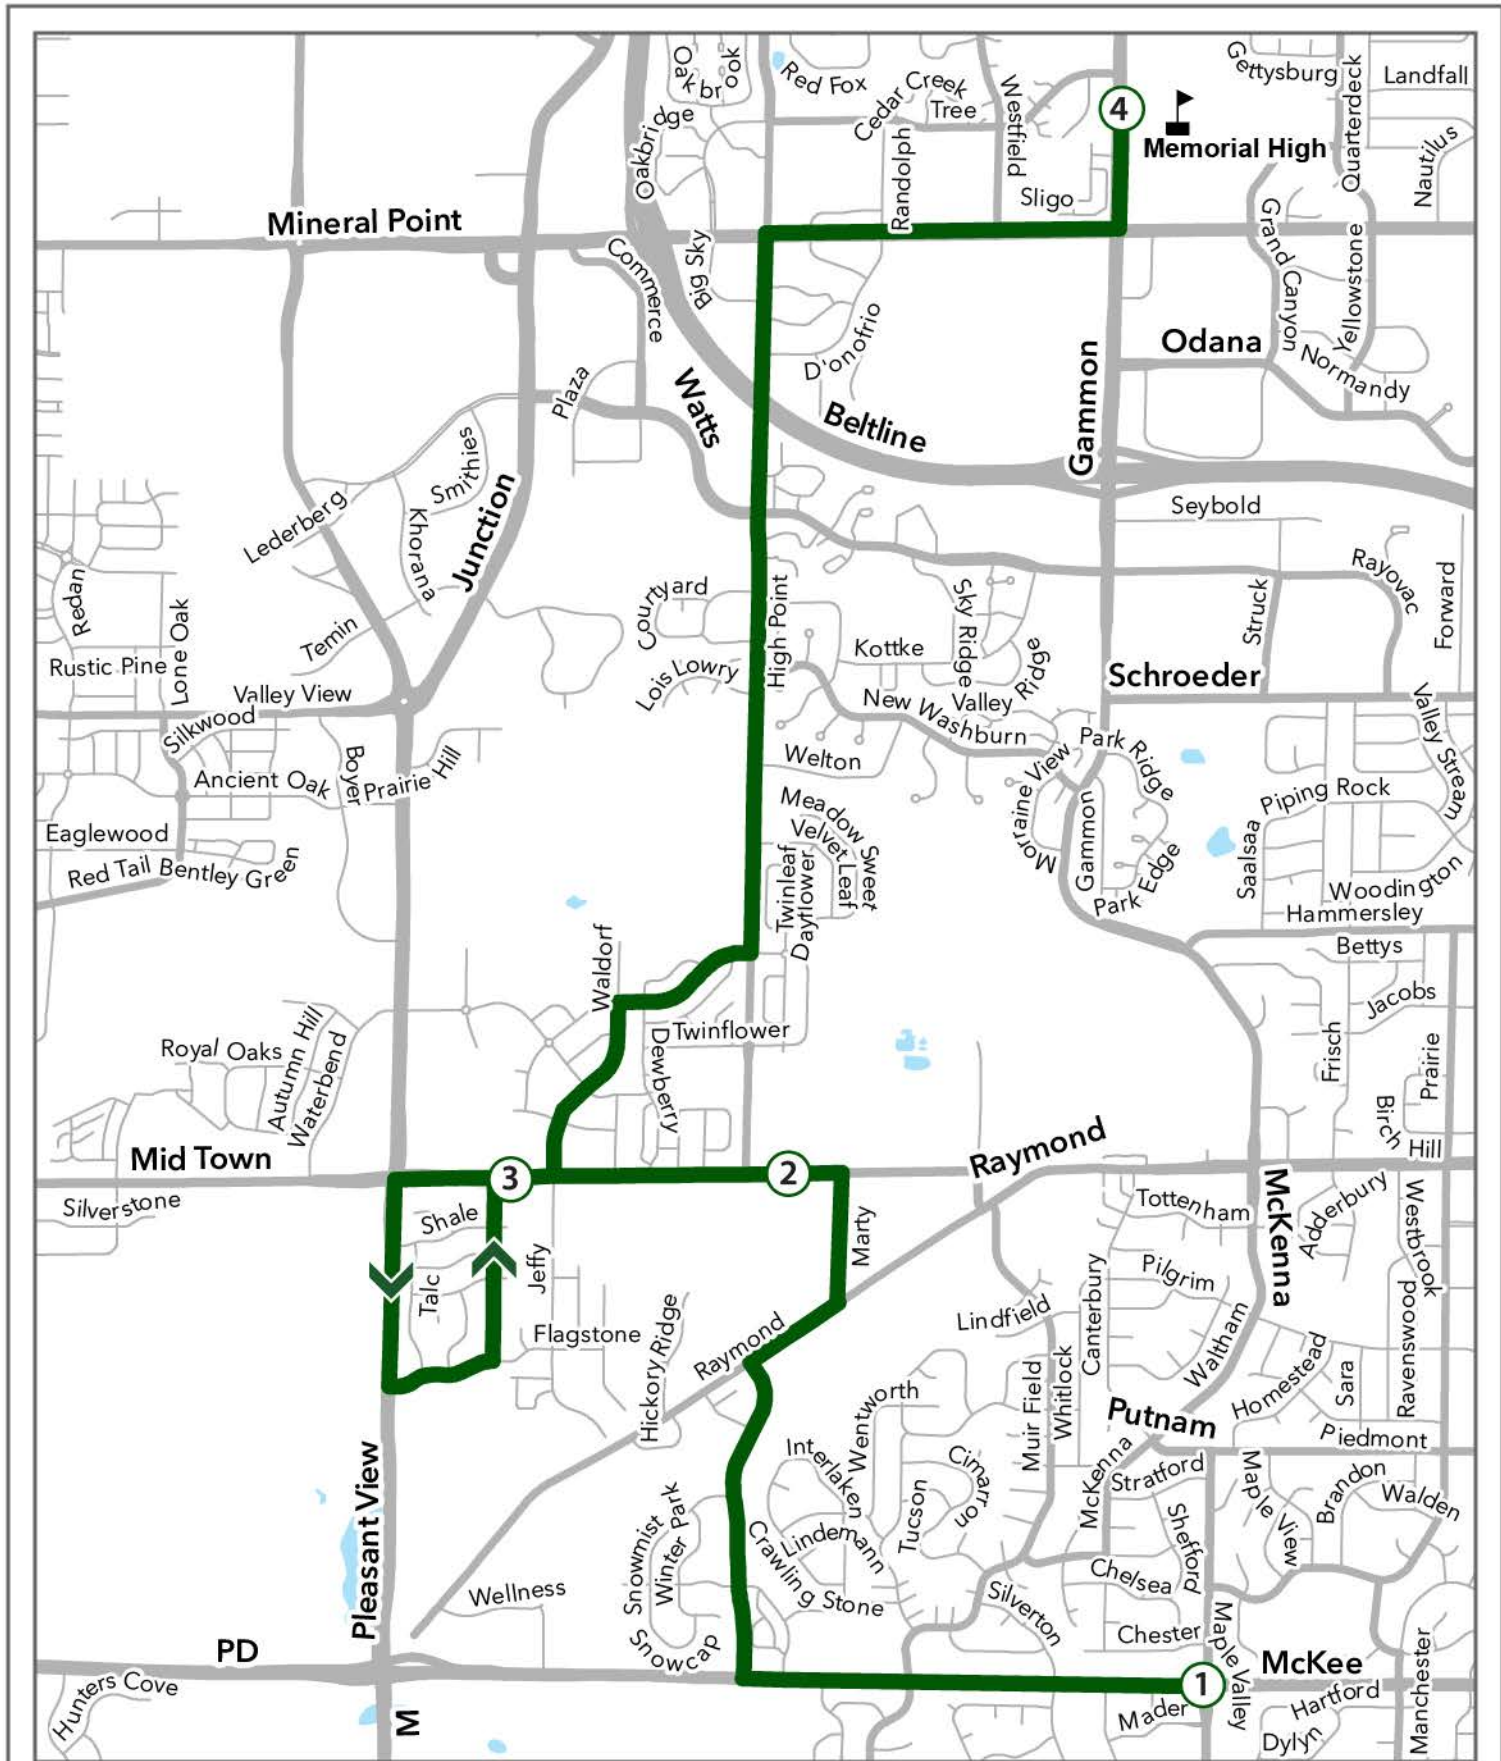 Oakbrook
Red Fox
Cedar Creek
Tree
Westfield
Gettysburg
Quarterdeck
Landfall
4
Memorial High
Nautilus
Oakbridge
Randolph
Sligo
Mineral Point
Commerce
Big Sky
Grand Canyon
Yellowstone
D'onofrio
Odana
Normandy
Plaza
Watts
Beltline
Gammon
Smithies
Lederberg
Khorana
Junction
Seybold
Redan
Lone Oak
Temin
Courtyard
High Point
Sky Ridge
Struck
Rayovac
Forward
Rustic Pine
Kottke
Lois Lowry
Valley Ridge
Schroeder
Valley View
Silkwood
New Washburn
Valley Stream
Boyer
Prairie Hill
Welton
Park Ridge
Ancient Oak
Morraine View
Piping Rock
Eaglewood
Meadow Sweet
Velvet Leaf
Gammon
Saalsaa
Red Tail
Bentley Green
Twinleaf
Dayflower
Park Edge
Woodington
Hammersley
Waldorf
Bettys
Jacobs
Royal Oaks
Autumn Hill
Waterbend
Twinflower
Dewberry
Frisch
Prairie
Birch
Hill
Mid Town
Raymond
3
2
Silverstone
Shale
Marty
Tottenham
McKenna
Adderbury
Westbrook
Talc
Jeffy
Pilgrim
Canterbury
Lindfield
Flagstone
Hickory Ridge
Raymond
Waltham
Homestead
Sara
Ravenswood
Muir Field
Whitlock
Wentworth
Putnam
Piedmont
Pleasant View
Interlaken
Cimarron
McKenna
Stratford
Maple View
Brandon
Walden
Tucson
Lindemann
Crawling Stone
Shefford
Snowmist
Winter Park
Wellness
Chelsea
Silverton
Snowcap
Chester
Maple Valley
PD
McKee
1
Hunters Cove
Mader
Hartford
Manchester
M
Dylyn